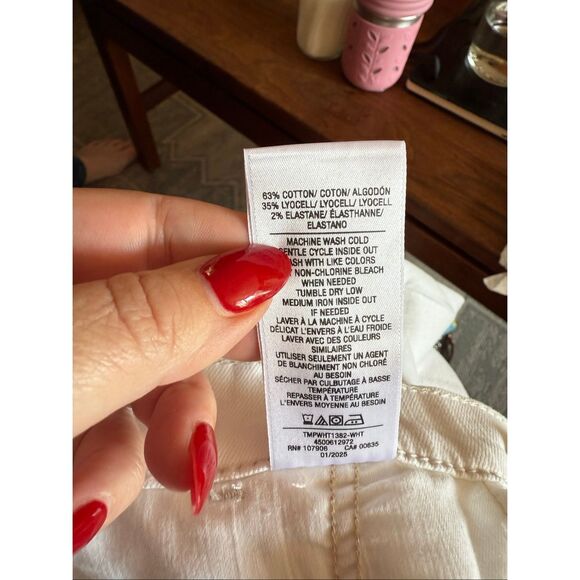 63% COTTON/ COTON/ ALGODÓN
35% LYOCELL/ LYOCELL/ LYOCELL
2% ELASTANE/ ÉLASTHANNE/
ELASTANO
MACHINE WASH COLD
GENTLE CYCLE INSIDE OUT
WASH WITH LIKE COLORS
NON-CHLORINE BLEACH
WHEN NEEDED
TUMBLE DRY LOW
MEDIUM IRON INSIDE OUT
IF NEEDED
LAVER À LA MACHINE À CYCLE
DÉLICAT L'ENVERS À L'EAU FROIDE
LAVER AVEC DES COULEURS
SIMILAIRES
UTILISER SEULEMENT UN AGENT
DE BLANCHIMENT NON CHLORÉ
AU BESOIN
SÉCHER PAR CULBUTAGE À BASSE
TEMPÉRATURE
REPASSER À TEMPÉRATURE
L'ENVERS MOYENNE AU BESOIN
TMPWHT1382-WHT
4500612972
RN# 107906 CA# 00635
01/2025